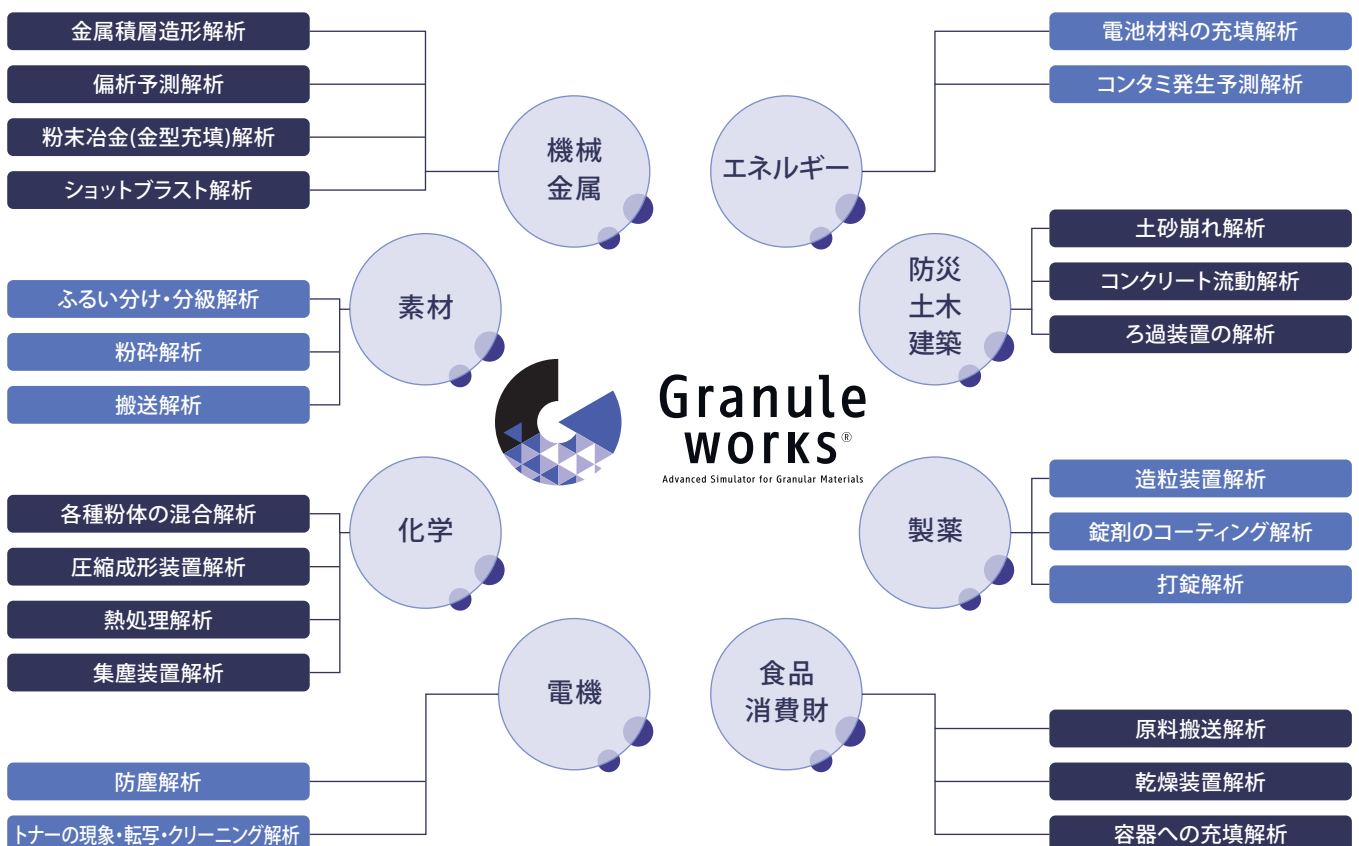 金属積層造形解析
偏析予測解析
粉末冶金(金型充填)解析
ショットブラスト解析
機械
金属
エネルギー
電池材料の充填解析
コンタミ発生予測解析
ふるい分け・分級解析
粉砕解析
搬送解析
素材
防災
土木
建築
土砂崩れ解析
コンクリート流動解析
ろ過装置の解析
Granule
works®
Advanced Simulator for Granular Materials
各種粉体の混合解析
圧縮成形装置解析
熱処理解析
集塵装置解析
化学
製薬
造粒装置解析
錠剤のコーティング解析
打錠解析
防塵解析
トナーの現象・転写・クリーニング解析
電機
食品
消費財
原料搬送解析
乾燥装置解析
容器への充填解析